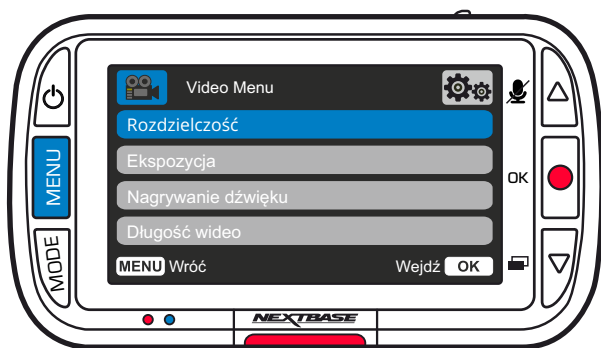 Video Menu
Rozdzielczość
Ekspozycja
Nagrywanie dźwięku
Długość wideo
MENU Wróć
Wejdź OK
MENU
MODE
OK
NEXTBASE